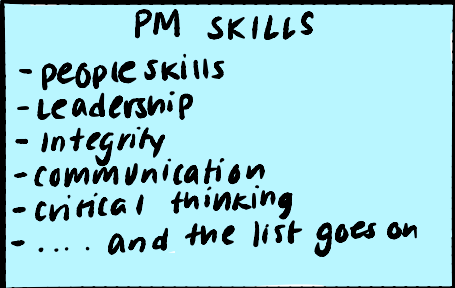 PM SKILLS
- people skills
- Leadership
- Integrity
- communication
- critical thinking
- .... and the list goes on